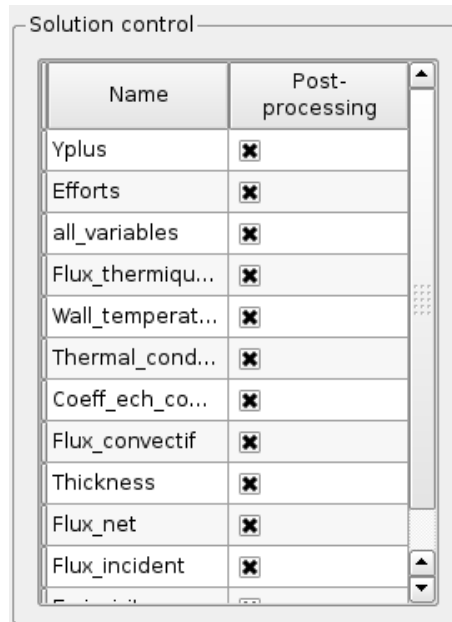 Solution control
Name
Post-
processing
Yplus
Efforts
all_variables
Flux_thermiqu...
Wall_temperat...
Thermal_cond...
Coeff_ech_co...
Flux_convectif
Thickness
Flux_net
Flux_incident